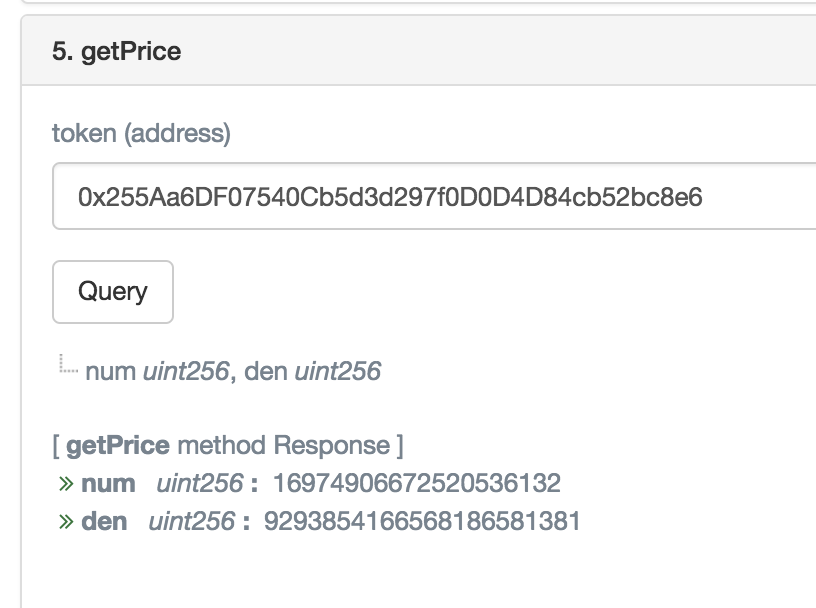 5. getPrice
token (address)
0x255Aa6DF07540Cb5d3d297f0D0D4D84cb52bc8e6
Query
num uint256, den uint256
[ getPrice method Response ]
» num uint256 : 16974906672520536132
» den uint256 : 9293854166568186581381